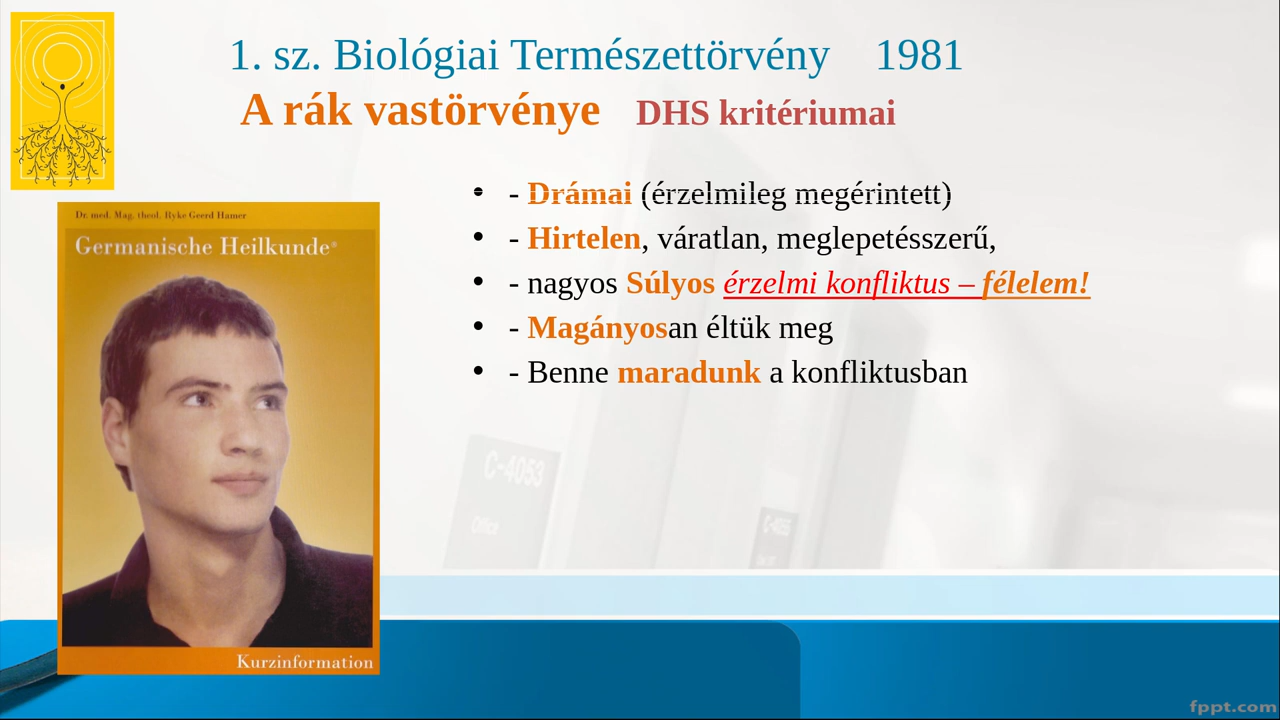 1. sz. Biológiai Természettörvény 1981
A rák vastörvénye DHS kritériumai
• - Drámai (érzelmileg megérintett)
• - Hirtelen, váratlan, meglepetésszerű,
• - nagyos Súlyos érzelmi konfliktus – félelem!
• - Magányosan éltük meg
• - Benne maradunk a konfliktusban
Dr. med. Mag. theol. Ryke Geerd Hamer
Germanische Heilkunde®
Kurzinformation
C-4053
Office
fppt.com